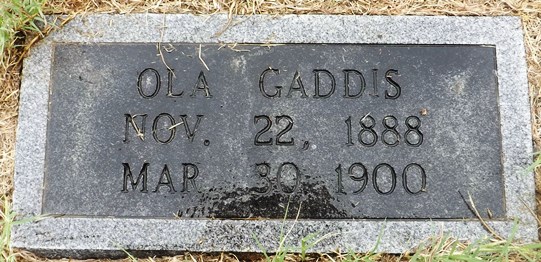 OLA GADDIS
NOV. 22, 1888
MAR 30 1900